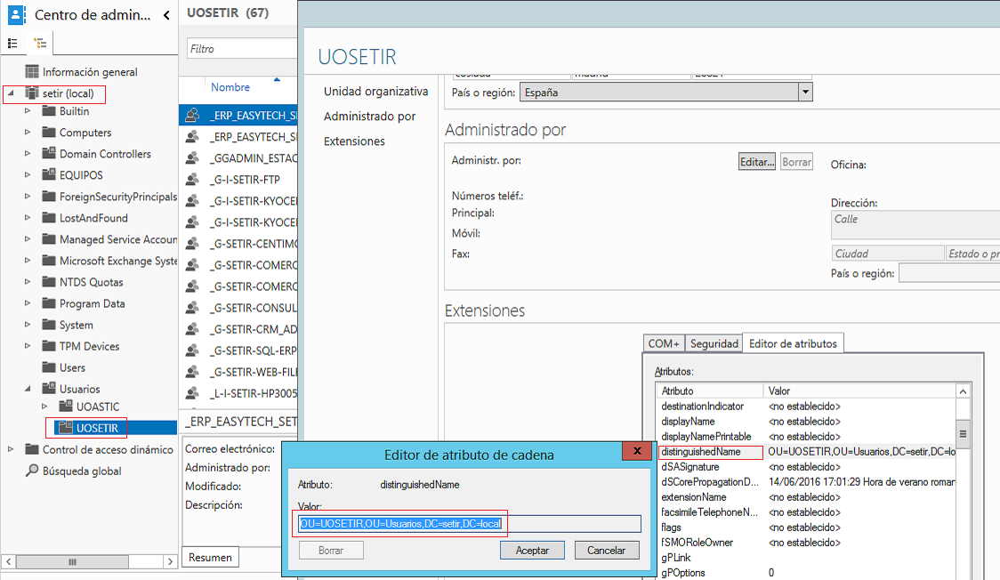 Centro de admin...
Información general
setir (local)
Builtin
Computers
Domain Controllers
EQUIPOS
ForeignSecurityPrincipals
LostAndFound
Managed Service Accoun
Microsoft Exchange Syste
NTDS Quotas
Program Data
System
TPM Devices
Users
Usuarios
UOASTIC
UOSETIR
Control de acceso dinámico
Búsqueda global
UOSETIR (67)
Filtro
Nombre
_ERP_EASYTECH_SE
_ERP_EASYTECH_SE
_GGADMIN_ESTAC
_G-I-SETIR-FTP
_G-I-SETIR-KYOCE
_G-I-SETIR-KYOCE
_G-SETIR-CENTIMO
_G-SETIR-COMERC
_G-SETIR-COMERC
_G-SETIR-CONSUL
_G-SETIR-CRM_AD
_G-SETIR-SQL-ERP
_G-SETIR-WEB-FILE
_L-I-SETIR-HP3005
_ERP_EASYTECH_SET
Correo electrónico:
Administrado por:
Modificado:
Descripción:
Resumen
UOSETIR
Unidad organizativa
Administrado por
Extensiones
País o región: España
Administrado por
Administr. por: Editar... Borrar
Números teléf.:
Principal:
Móvil:
Fax:
Oficina:
Dirección:
Calle
Ciudad Estado o pr
País o región:
Extensiones
COM+ Seguridad Editor de atributos
Atributos:
Atributo Valor
destinationIndicator <no establecido>
displayName <no establecido>
displayNamePrintable <no establecido>
distinguishedName OU=UOSETIR,OU=Usuarios,DC=setir,DC=lo
dSASignature <no establecido>
dSCorePropagationD... 14/06/2016 17:01:29 Hora de verano roman
extensionName <no establecido>
facsimileTelephoneN... <no establecido>
flags <no establecido>
fSMORoleOwner <no establecido>
gPLink
gPOptions 0
Editor de atributo de cadena
x
Atributo: distinguishedName
Valor:
OU=UOSETIR,OU=Usuarios,DC=setir,DC=local
Borrar Aceptar Cancelar